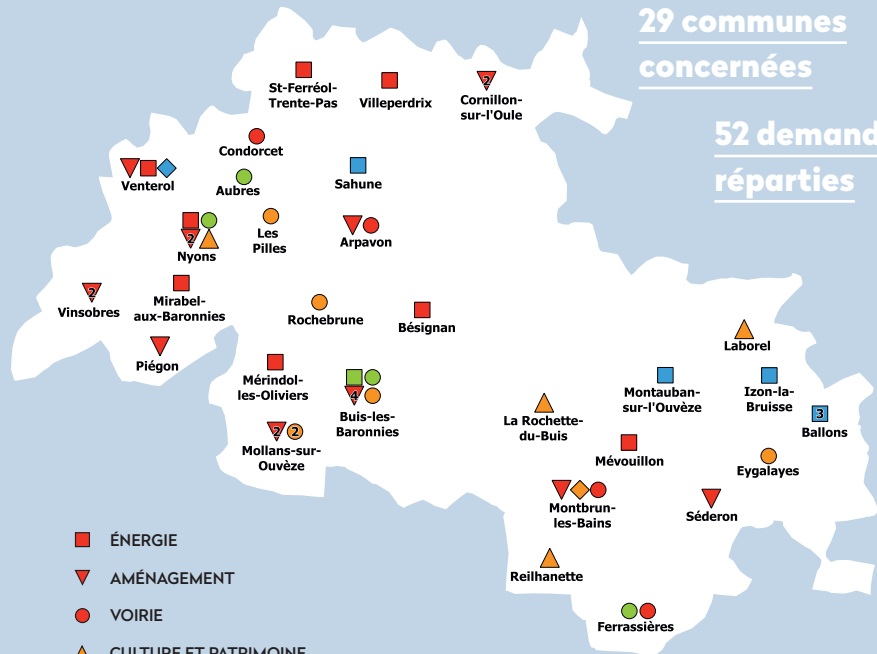 29 communes
concernées
52 demand
réparties
St-Ferréol-
Trente-Pas
Villeperdrix
2
Cornillon-
sur-l'Oule
Condorcet
Venterol
Aubres
Sahune
2
Nyons
Les
Pilles
Arpavon
2
Vinsobres
Mirabel-
aux-Baronnies
Rochebrune
Bésignan
Piégon
Laborel
Mérindol-
les-Oliviers
4
Buis-les-
Baronnies
Montauban-
sur-l'Ouvèze
Izon-la-
Bruisse
3
Ballons
La Rochette-
du-Buis
2 2
Mollans-sur-
Ouvèze
Mévouillon
Eygalayes
Montbrun-
les-Bains
Séderon
Reilhanette
Ferrassières
ÉNERGIE
AMÉNAGEMENT
VOIRIE
CULTURE ET PATRIMOINE